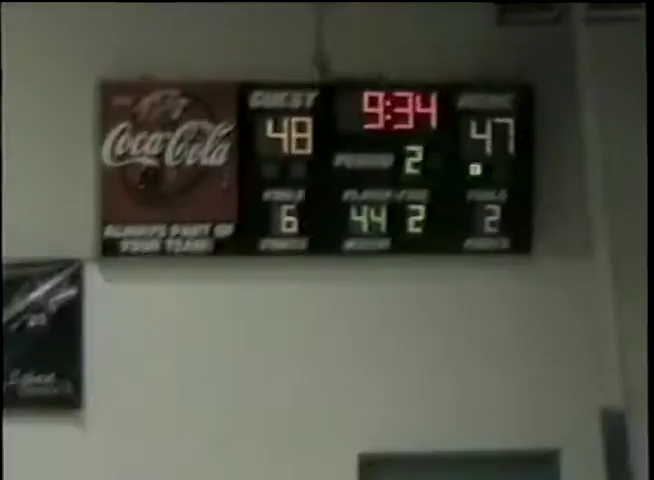 Coca-Cola
ALWAYS PART OF
YOUR TEAM!
GUEST
48
9:34
PERIOD 2
HOME
47
FOULS
6
PLAYER-FOUL
44 2
FOULS
2